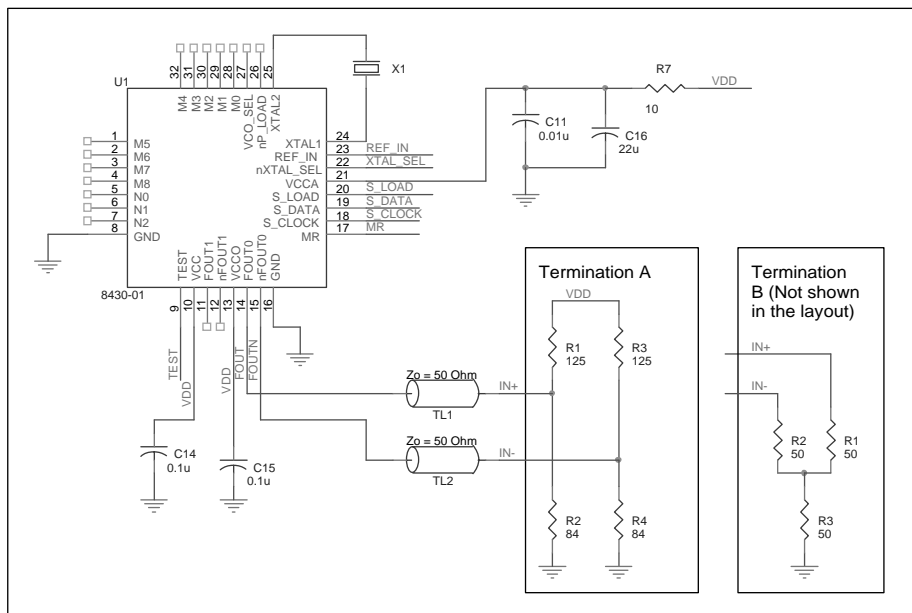 U1
X1
R7
VDD
10
C11
0.01u
C16
22u
32
31
30
29
28
27
26
25
M4
M3
M2
M1
M0
VCO_SEL
nP_LOAD
XTAL2
1
2
3
4
5
6
7
8
M5
M6
M7
M8
N0
N1
N2
GND
XTAL1
REF_IN
nXTAL_SEL
VCCA
S_LOAD
S_DATA
S_CLOCK
MR
24
23
22
21
20
19
18
17
REF_IN
XTAL_SEL
S_LOAD
S_DATA
S_CLOCK
MR
TEST
VCC
FOUT1
nFOUT1
VCCO
FOUT0
nFOUT0
GND
8430-01
9
10
11
12
13
14
15
16
TEST
VDD
VDD
FOUT
FOUTN
C14
0.1u
C15
0.1u
Zo = 50 Ohm
TL1
Zo = 50 Ohm
TL2
IN+
IN-
Termination A
VDD
R1
125
R3
125
R2
84
R4
84
Termination
B (Not shown
in the layout)
IN+
IN-
R2
50
R1
50
R3
50